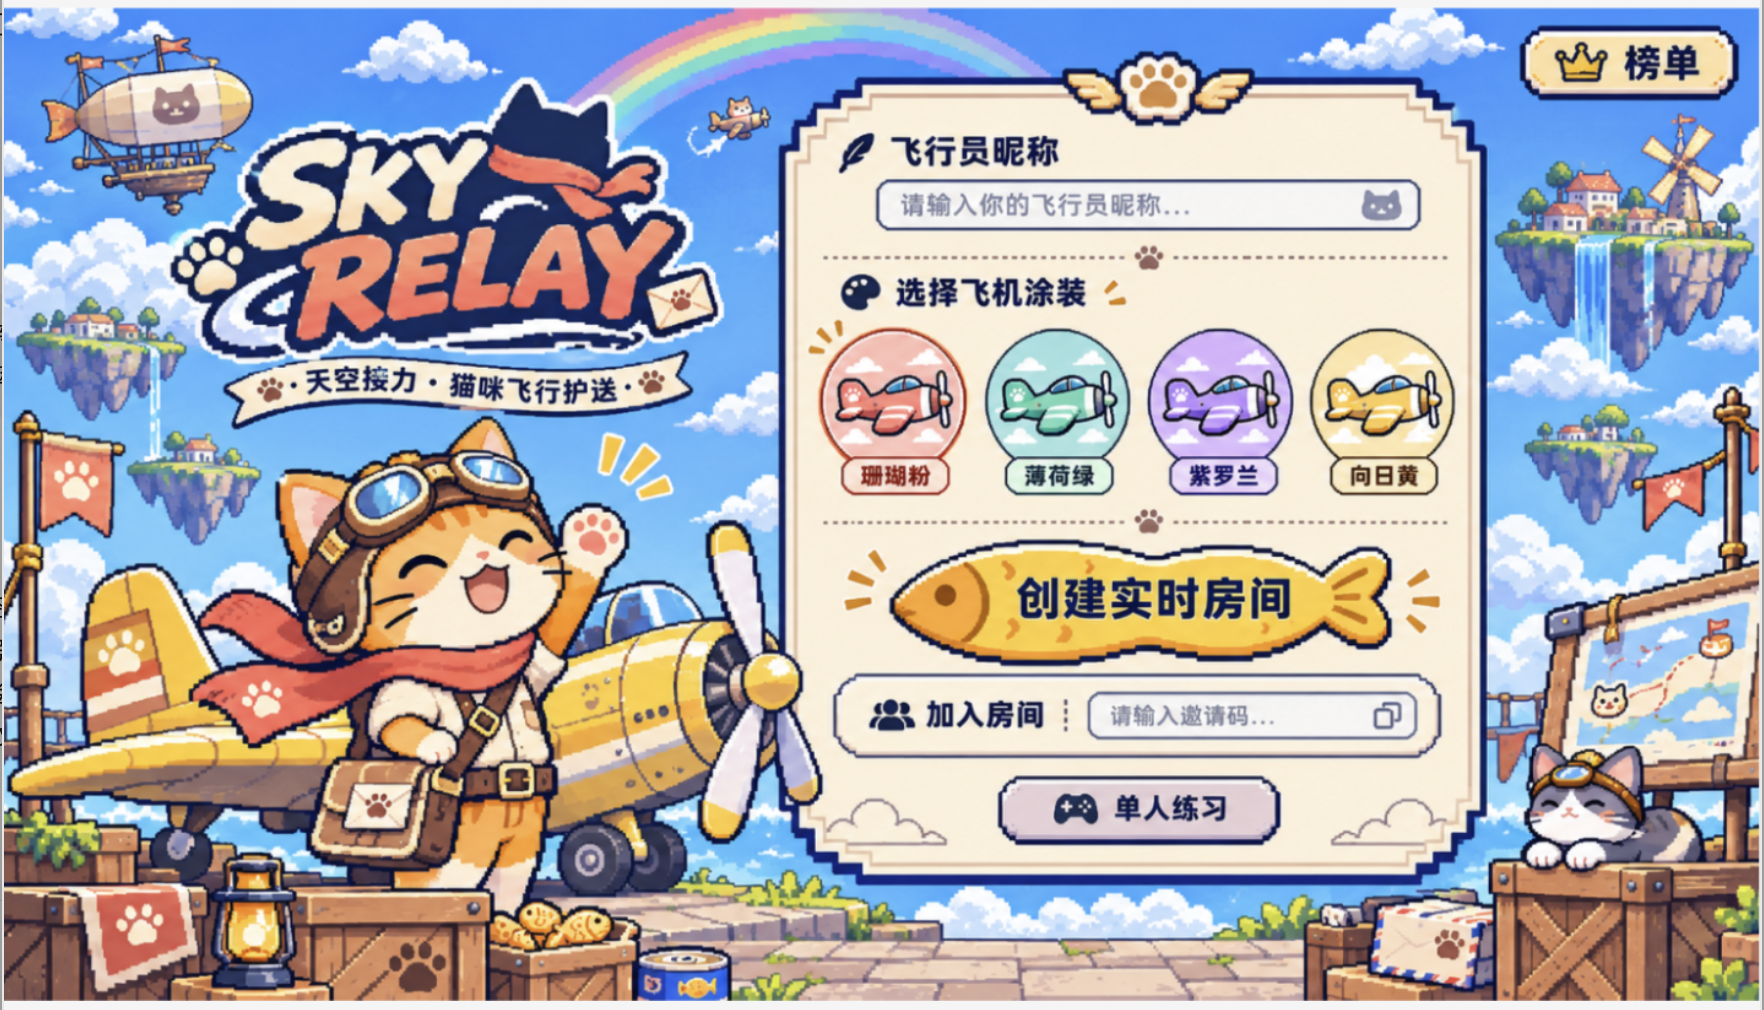 SKY
RELAY
·天空接力·猫咪飞行护送·
榜单
飞行员昵称
请输入你的飞行员昵称...
选择飞机涂装
珊瑚粉
薄荷绿
紫罗兰
向日黄
创建实时房间
加入房间
请输入邀请码...
单人练习